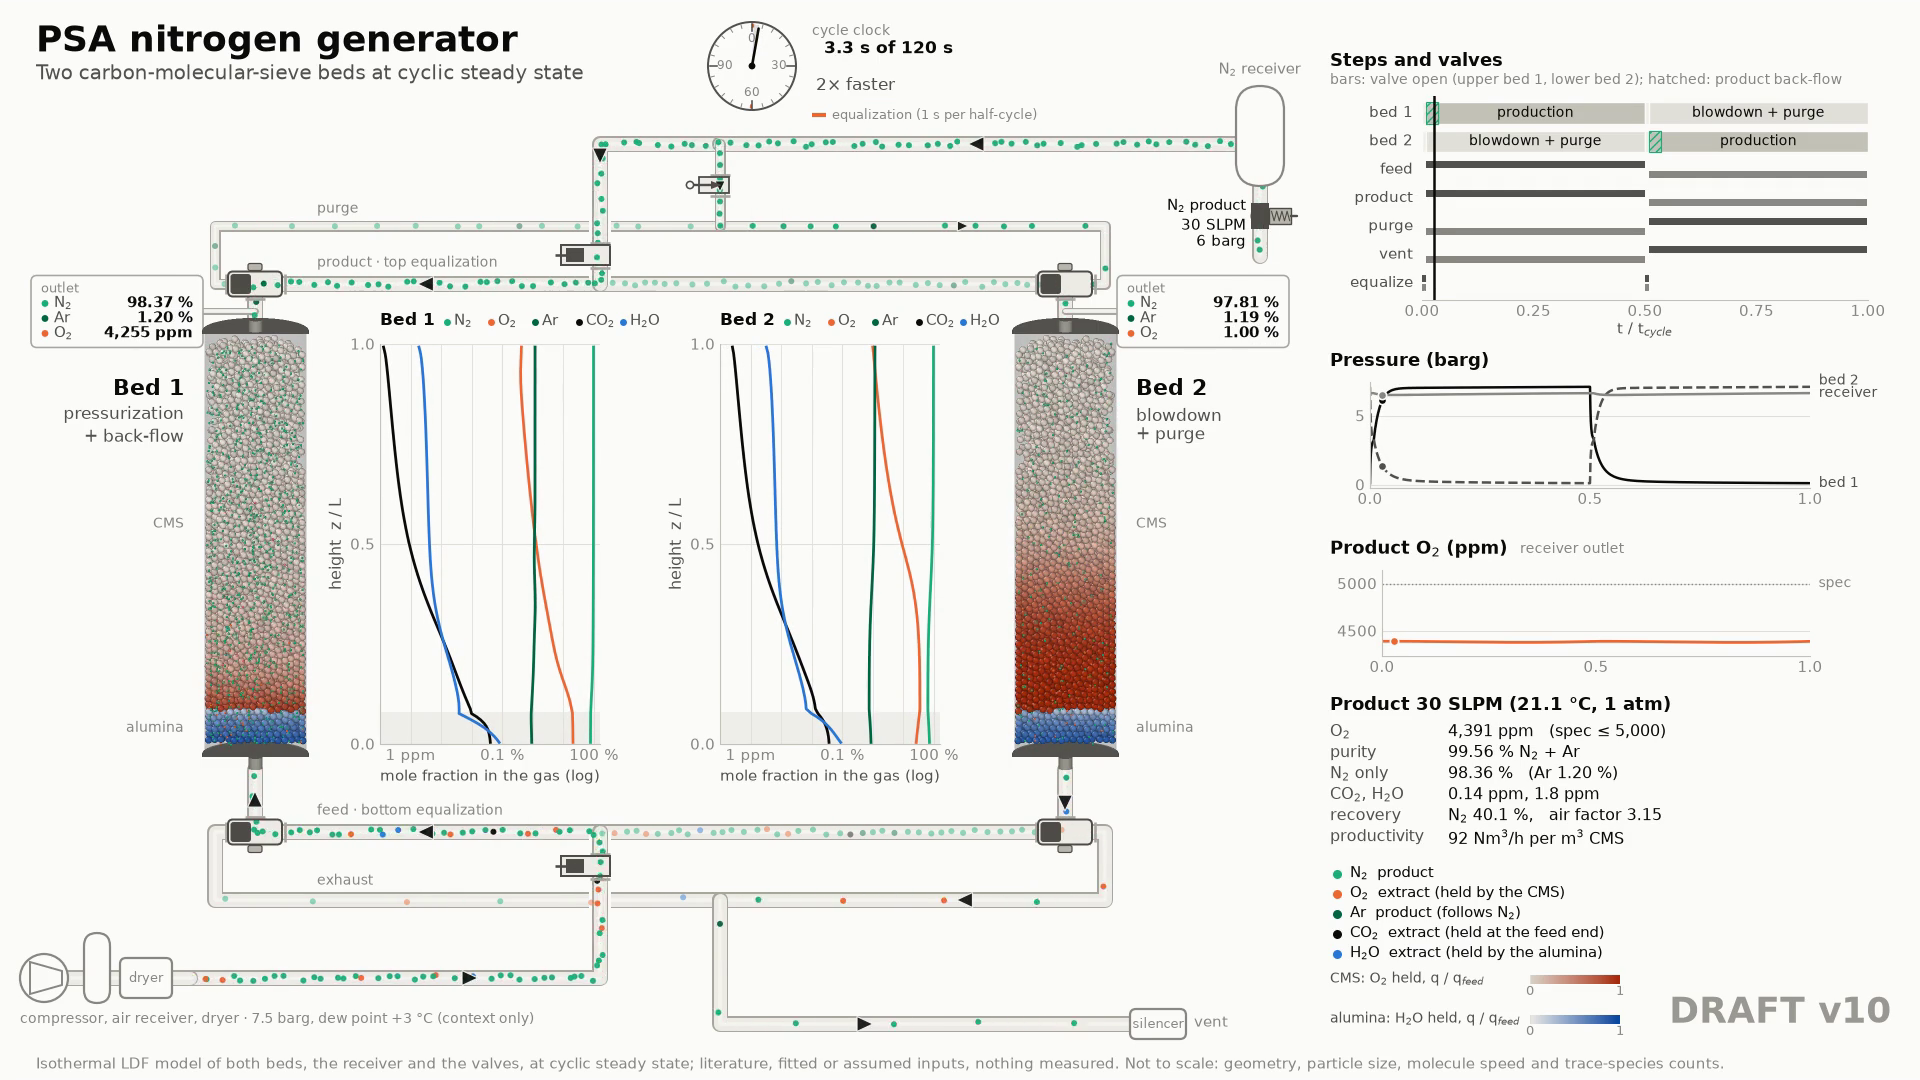 PSA nitrogen generator
Two carbon-molecular-sieve beds at cyclic steady state
0
30
60
90
cycle clock
3.3 s of 120 s
2× faster
equalization (1 s per half-cycle)
N₂ receiver
N₂ product
30 SLPM
6 barg
purge
product · top equalization
outlet
N₂ 98.37 %
Ar 1.20 %
O₂ 4,255 ppm
outlet
N₂ 97.81 %
Ar 1.19 %
O₂ 1.00 %
Bed 1
pressurization
+ back-flow
CMS
alumina
Bed 1 N₂ O₂ Ar CO₂ H₂O
1.0
0.5
0.0
height z / L
1 ppm 0.1 % 100 %
mole fraction in the gas (log)
Bed 2 N₂ O₂ Ar CO₂ H₂O
1.0
0.5
0.0
height z / L
1 ppm 0.1 % 100 %
mole fraction in the gas (log)
Bed 2
blowdown
+ purge
CMS
alumina
feed · bottom equalization
exhaust
dryer
compressor, air receiver, dryer · 7.5 barg, dew point +3 °C (context only)
silencer
vent
Steps and valves
bars: valve open (upper bed 1, lower bed 2); hatched: product back-flow
bed 1 production blowdown + purge
bed 2 blowdown + purge production
feed
product
purge
vent
equalize
0.00 0.25 0.50 0.75 1.00
t / t_cycle
Pressure (barg)
5
0
0.0 0.5 1.0
bed 2
receiver
bed 1
Product O₂ (ppm) receiver outlet
5000
4500
spec
0.0 0.5 1.0
Product 30 SLPM (21.1 °C, 1 atm)
O₂ 4,391 ppm (spec ≤ 5,000)
purity 99.56 % N₂ + Ar
N₂ only 98.36 % (Ar 1.20 %)
CO₂, H₂O 0.14 ppm, 1.8 ppm
recovery N₂ 40.1 %, air factor 3.15
productivity 92 Nm³/h per m³ CMS
N₂ product
O₂ extract (held by the CMS)
Ar product (follows N₂)
CO₂ extract (held at the feed end)
H₂O extract (held by the alumina)
CMS: O₂ held, q / q_feed
0 1
alumina: H₂O held, q / q_feed
0 1
DRAFT v10
Isothermal LDF model of both beds, the receiver and the valves, at cyclic steady state; literature, fitted or assumed inputs, nothing measured. Not to scale: geometry, particle size, molecule speed and trace-species counts.